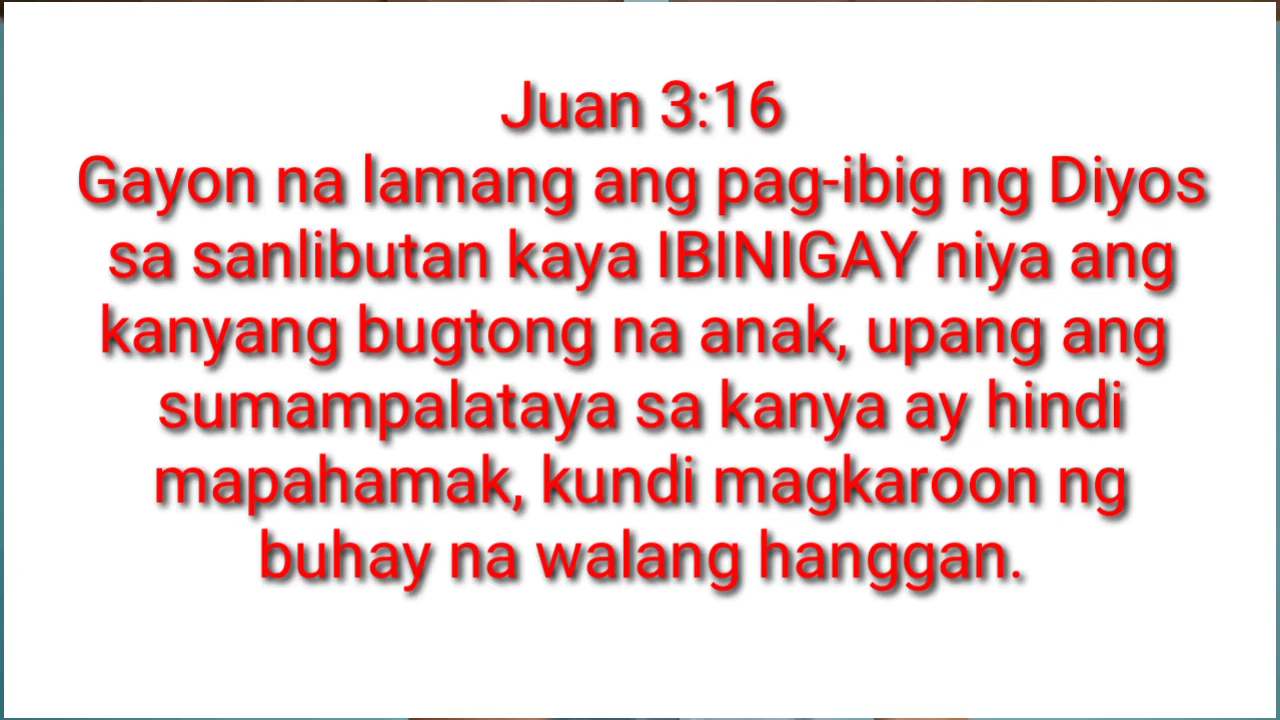 Juan 3:16
Gayon na lamang ang pag-ibig ng Diyos
sa sanlibutan kaya IBINIGAY niya ang
kanyang bugtong na anak, upang ang
sumampalataya sa kanya ay hindi
mapahamak, kundi magkaroon ng
buhay na walang hanggan.